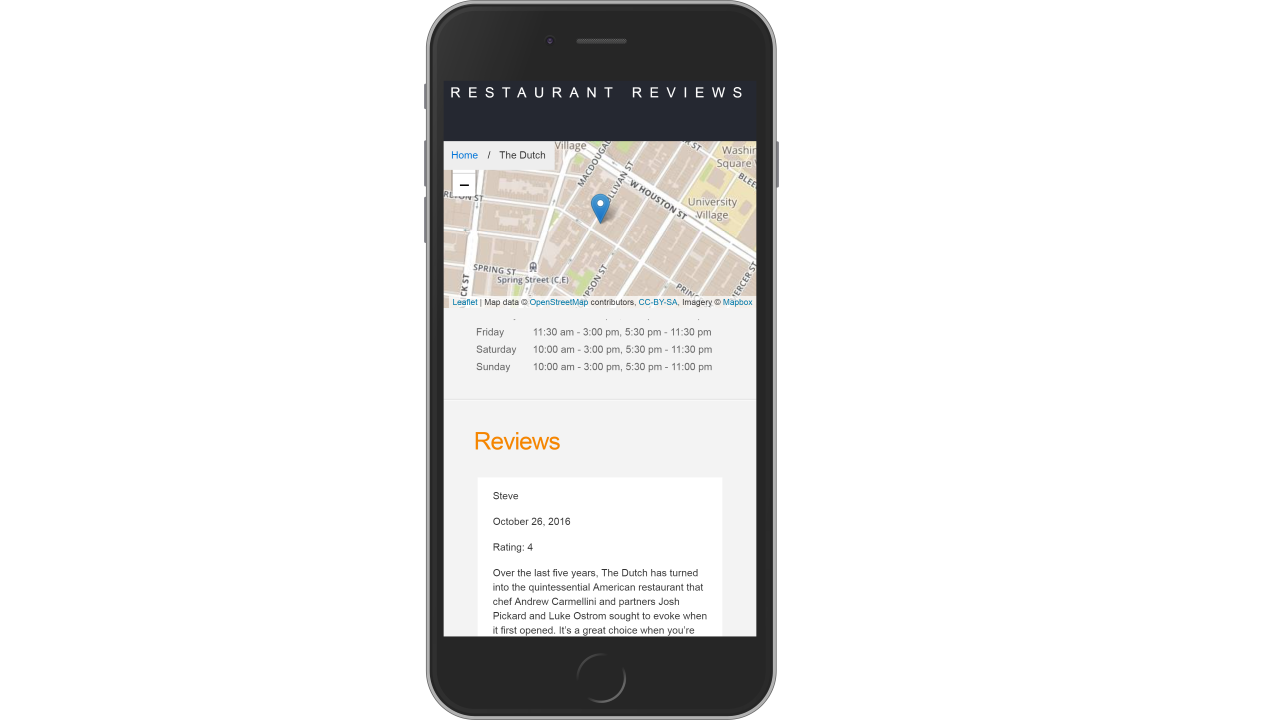 RESTAURANT REVIEWS
Village
MACDOUGAL
Washin
Square V
Home / The Dutch
SULLIVAN ST
BLEE
−
W HOUSTON ST
University
Village
SPRING ST
Spring Street (C,E)
CK ST
PSON ST
MERCER ST
Leaflet | Map data © OpenStreetMap contributors, CC-BY-SA, Imagery © Mapbox
Friday 11:30 am - 3:00 pm, 5:30 pm - 11:30 pm
Saturday 10:00 am - 3:00 pm, 5:30 pm - 11:30 pm
Sunday 10:00 am - 3:00 pm, 5:30 pm - 11:00 pm
Reviews
Steve
October 26, 2016
Rating: 4
Over the last five years, The Dutch has turned
into the quintessential American restaurant that
chef Andrew Carmellini and partners Josh
Pickard and Luke Ostrom sought to evoke when
it first opened. It's a great choice when you're